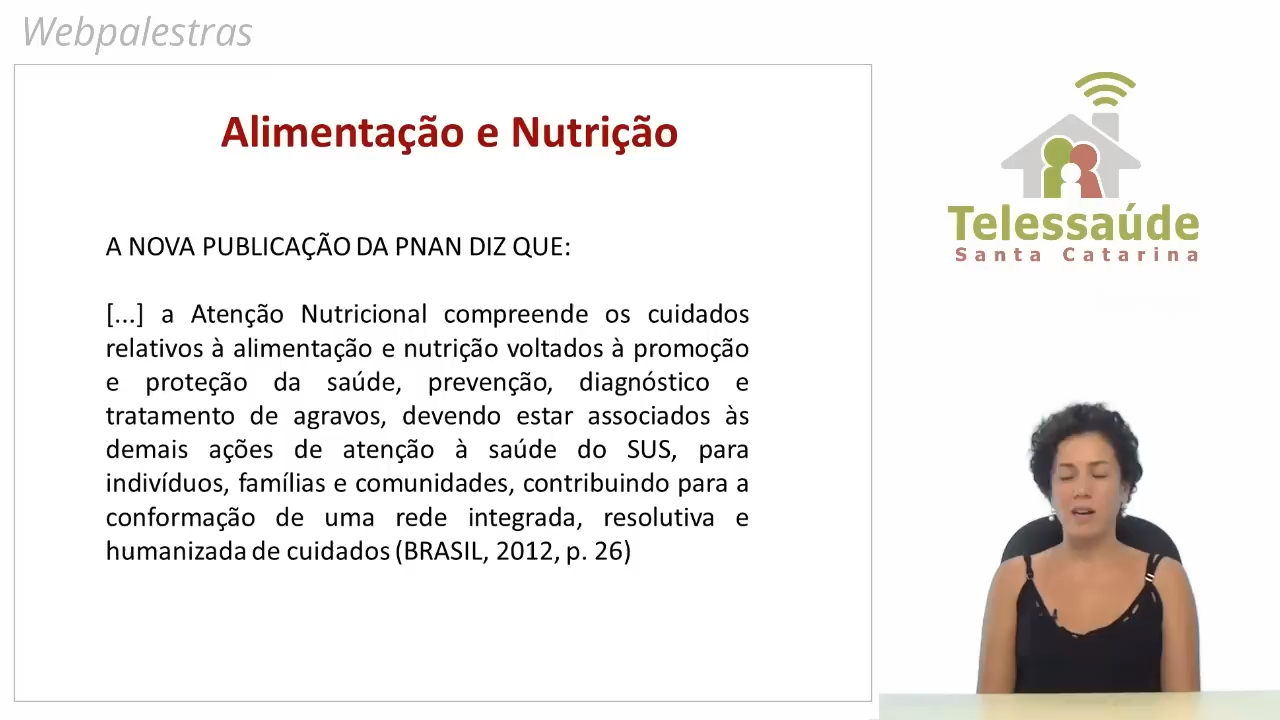 Webpalestras
Alimentação e Nutrição
A NOVA PUBLICAÇÃO DA PNAN DIZ QUE:
[...] a Atenção Nutricional compreende os cuidados
relativos à alimentação e nutrição voltados à promoção
e proteção da saúde, prevenção, diagnóstico e
tratamento de agravos, devendo estar associados às
demais ações de atenção à saúde do SUS, para
indivíduos, famílias e comunidades, contribuindo para a
conformação de uma rede integrada, resolutiva e
humanizada de cuidados (BRASIL, 2012, p. 26)
Telessaúde
Santa Catarina